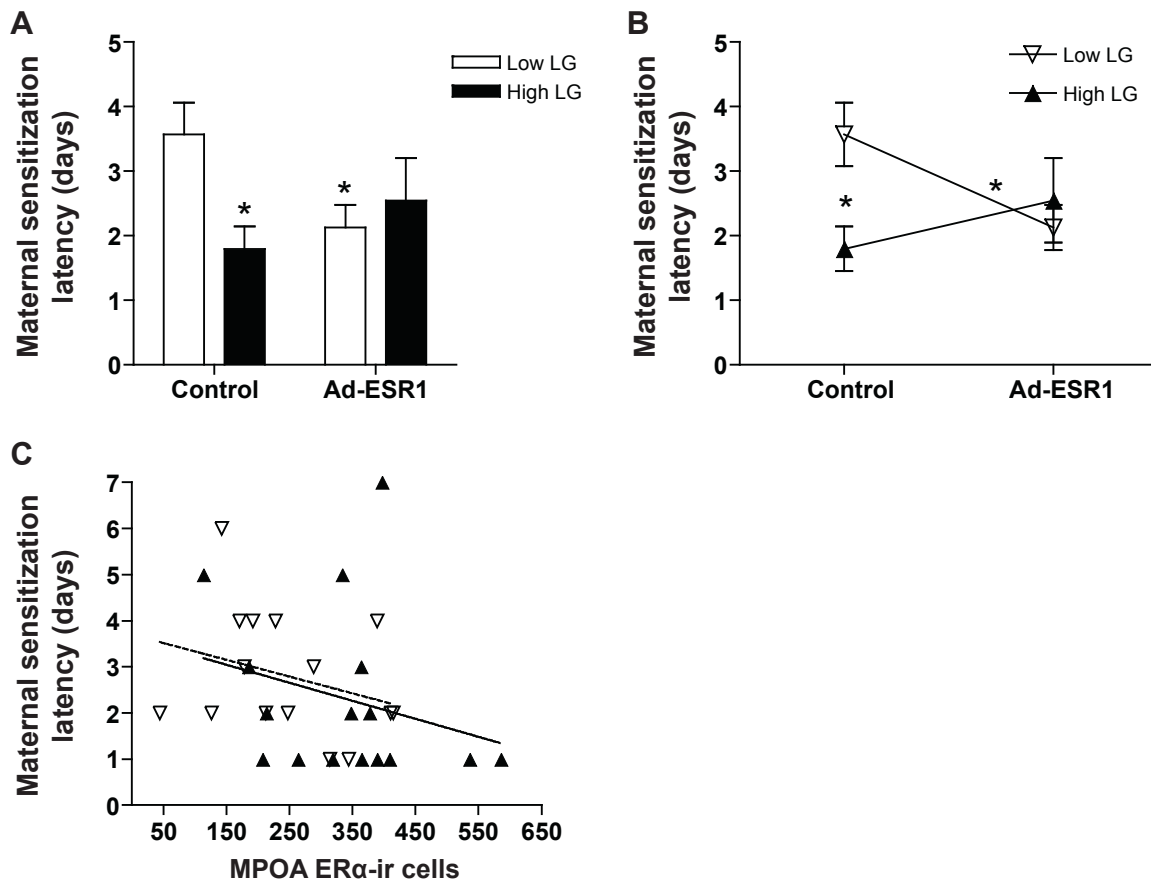 A
Maternal sensitization
latency (days)
5
4
3
2
1
0
*
*
Control
Ad-ESR1
Low LG
High LG
B
Maternal sensitization
latency (days)
5
4
3
2
1
0
*
*
Control
Ad-ESR1
Low LG
High LG
C
Maternal sensitization
latency (days)
7
6
5
4
3
2
1
0
50 150 250 350 450 550 650
MPOA ERα-ir cells